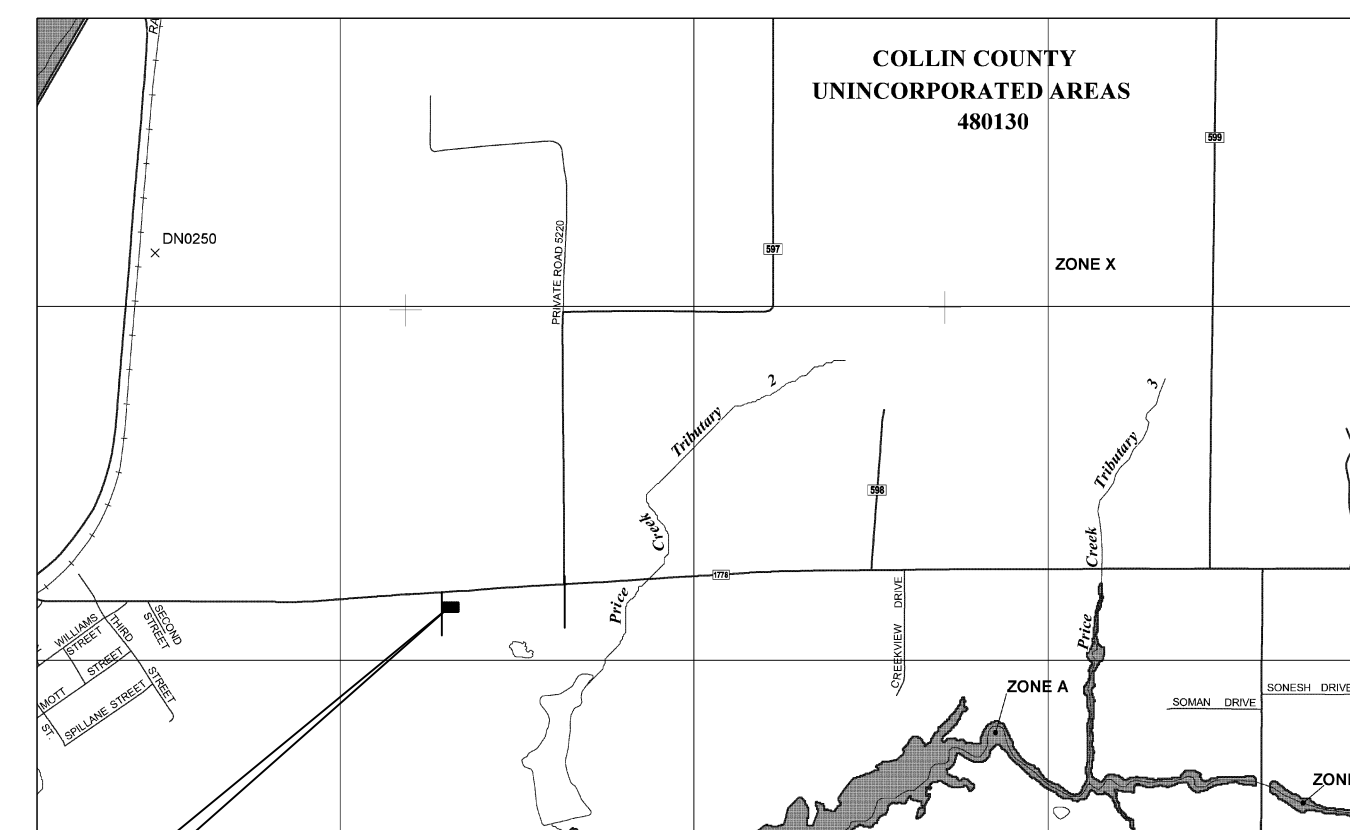 RA
COLLIN COUNTY
UNINCORPORATED AREAS
480130
599
DN0250
PRIVATE ROAD 5220
597
ZONE X
Tributary 2
Tributary 3
598
Creek
Creek
1778
Price
Price
CREEKVIEW DRIVE
WILLIAMS
STREET
THIRD
STREET
SECOND
STREET
STREET
MOTT
ST.
SPILLANE STREET
ZONE A
SONESH DRIVE
SOMAN DRIVE
ZONE